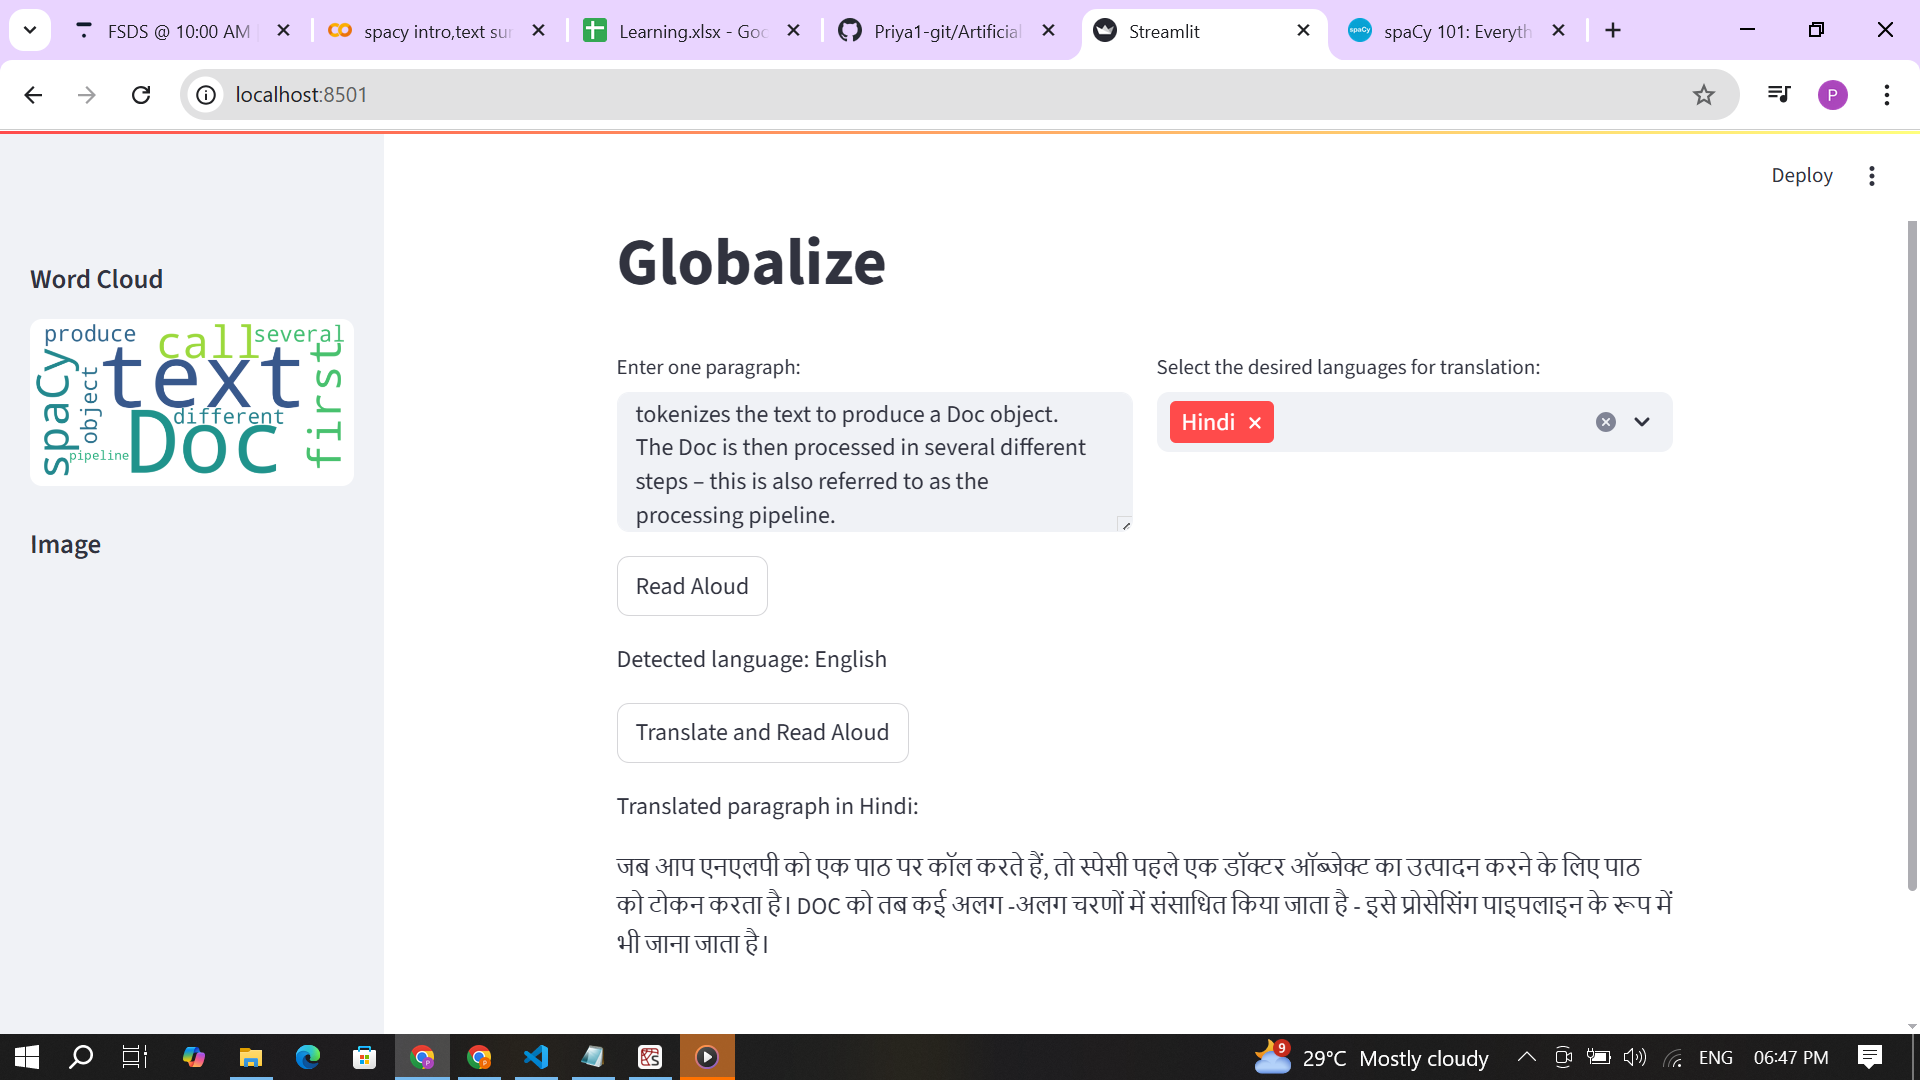 FSDS @ 10:00 AM
spacy intro,text sur
Learning.xlsx - Goo
Priya1-git/Artificial
Streamlit
spaCy
spaCy 101: Everyth
localhost:8501
P
Deploy
Word Cloud
produce
call
several
text
spaCy
object
first
different
Doc
pipeline
Image
Globalize
Enter one paragraph:
tokenizes the text to produce a Doc object.
The Doc is then processed in several different
steps – this is also referred to as the
processing pipeline.
Select the desired languages for translation:
Hindi
Read Aloud
Detected language: English
Translate and Read Aloud
Translated paragraph in Hindi:
जब आप एनएलपी को एक पाठ पर कॉल करते हैं, तो स्पेसी पहले एक डॉक्टर ऑब्जेक्ट का उत्पादन करने के लिए पाठ
को टोकन करता है। DOC को तब कई अलग -अलग चरणों में संसाधित किया जाता है - इसे प्रोसेसिंग पाइपलाइन के रूप में
भी जाना जाता है।
9
29°C Mostly cloudy
ENG
06:47 PM